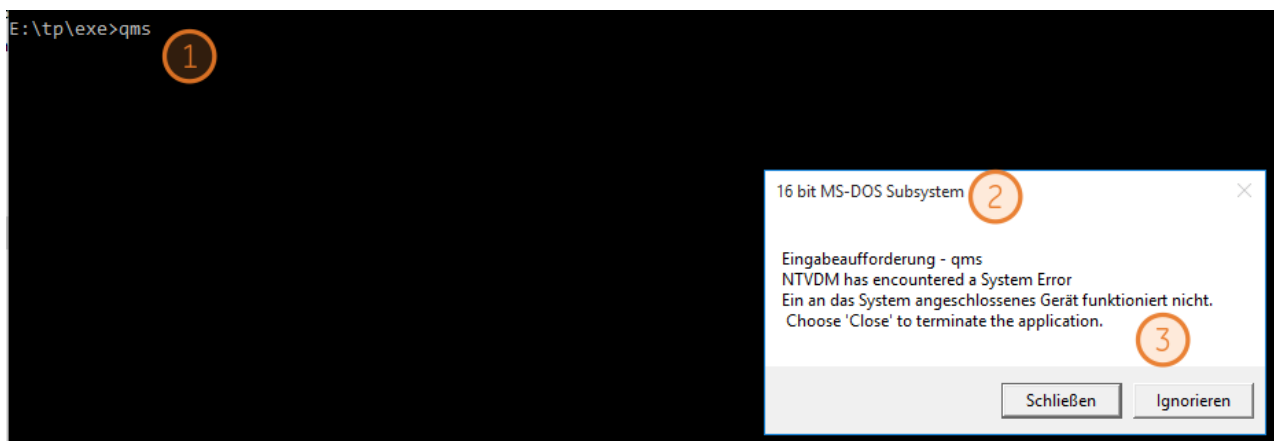 E:\tp\exe>qms
1
16 bit MS-DOS Subsystem
2
Eingabeaufforderung - qms
NTVDM has encountered a System Error
Ein an das System angeschlossenes Gerät funktioniert nicht.
Choose 'Close' to terminate the application.
3
Schließen
Ignorieren